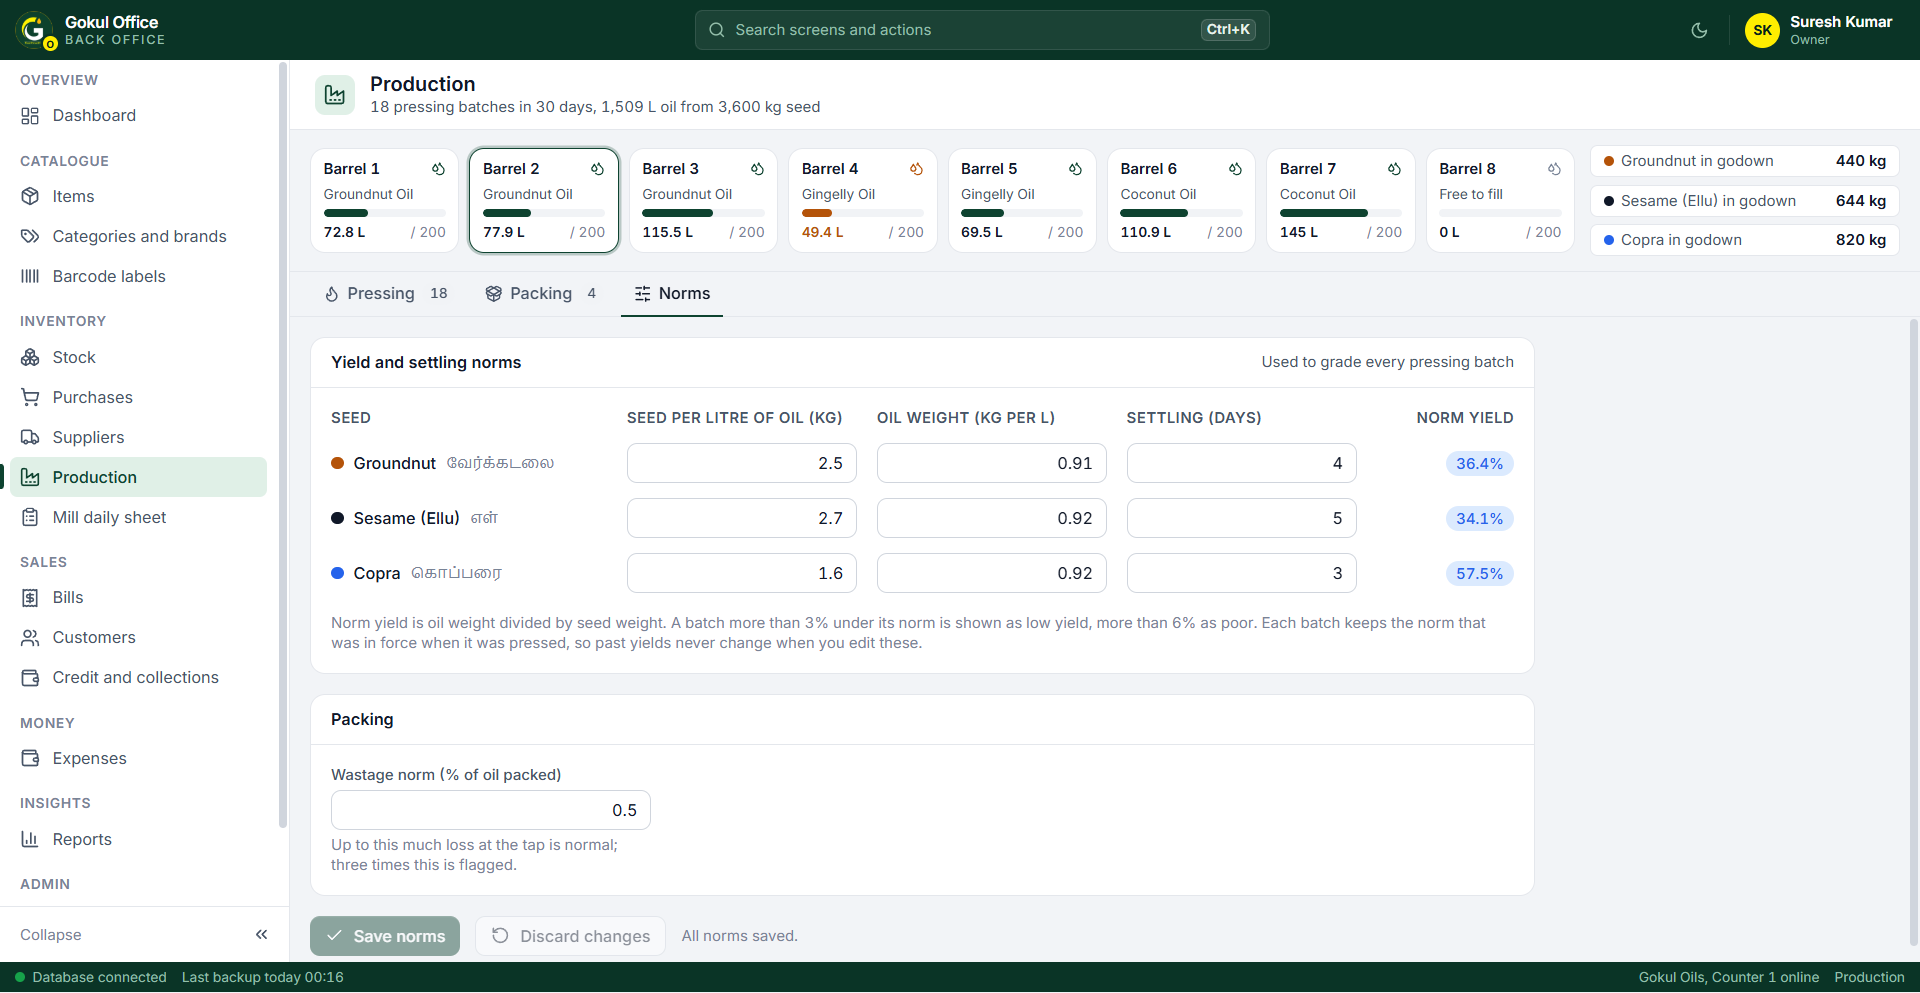 Gokul Office
BACK OFFICE
Search screens and actions
Ctrl+K
SK
Suresh Kumar
Owner
OVERVIEW
Dashboard
CATALOGUE
Items
Categories and brands
Barcode labels
INVENTORY
Stock
Purchases
Suppliers
Production
Mill daily sheet
SALES
Bills
Customers
Credit and collections
MONEY
Expenses
INSIGHTS
Reports
ADMIN
Collapse
Production
18 pressing batches in 30 days, 1,509 L oil from 3,600 kg seed
Barrel 1
Groundnut Oil
72.8 L / 200
Barrel 2
Groundnut Oil
77.9 L / 200
Barrel 3
Groundnut Oil
115.5 L / 200
Barrel 4
Gingelly Oil
49.4 L / 200
Barrel 5
Gingelly Oil
69.5 L / 200
Barrel 6
Coconut Oil
110.9 L / 200
Barrel 7
Coconut Oil
145 L / 200
Barrel 8
Free to fill
0 L / 200
Groundnut in godown 440 kg
Sesame (Ellu) in godown 644 kg
Copra in godown 820 kg
Pressing 18 Packing 4 Norms
Yield and settling norms Used to grade every pressing batch
SEED SEED PER LITRE OF OIL (KG) OIL WEIGHT (KG PER L) SETTLING (DAYS) NORM YIELD
Groundnut வேர்க்கடலை 2.5 0.91 4 36.4%
Sesame (Ellu) எள் 2.7 0.92 5 34.1%
Copra கொப்பரை 1.6 0.92 3 57.5%
Norm yield is oil weight divided by seed weight. A batch more than 3% under its norm is shown as low yield, more than 6% as poor. Each batch keeps the norm that
was in force when it was pressed, so past yields never change when you edit these.
Packing
Wastage norm (% of oil packed)
0.5
Up to this much loss at the tap is normal;
three times this is flagged.
Save norms Discard changes All norms saved.
Database connected Last backup today 00:16
Gokul Oils, Counter 1 online Production